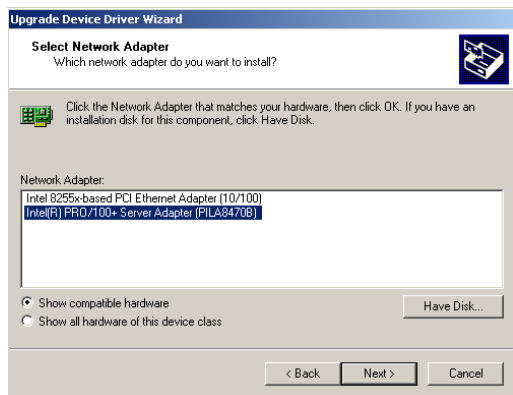 Upgrade Device Driver Wizard
Select Network Adapter
Which network adapter do you want to install?
Click the Network Adapter that matches your hardware, then click OK. If you have an
installation disk for this component, click Have Disk.
Network Adapter:
Intel 8255x-based PCI Ethernet Adapter (10/100)
Intel(R) PRO/100+ Server Adapter (PILA8470B)
Show compatible hardware
Have Disk...
Show all hardware of this device class
< Back
Next >
Cancel